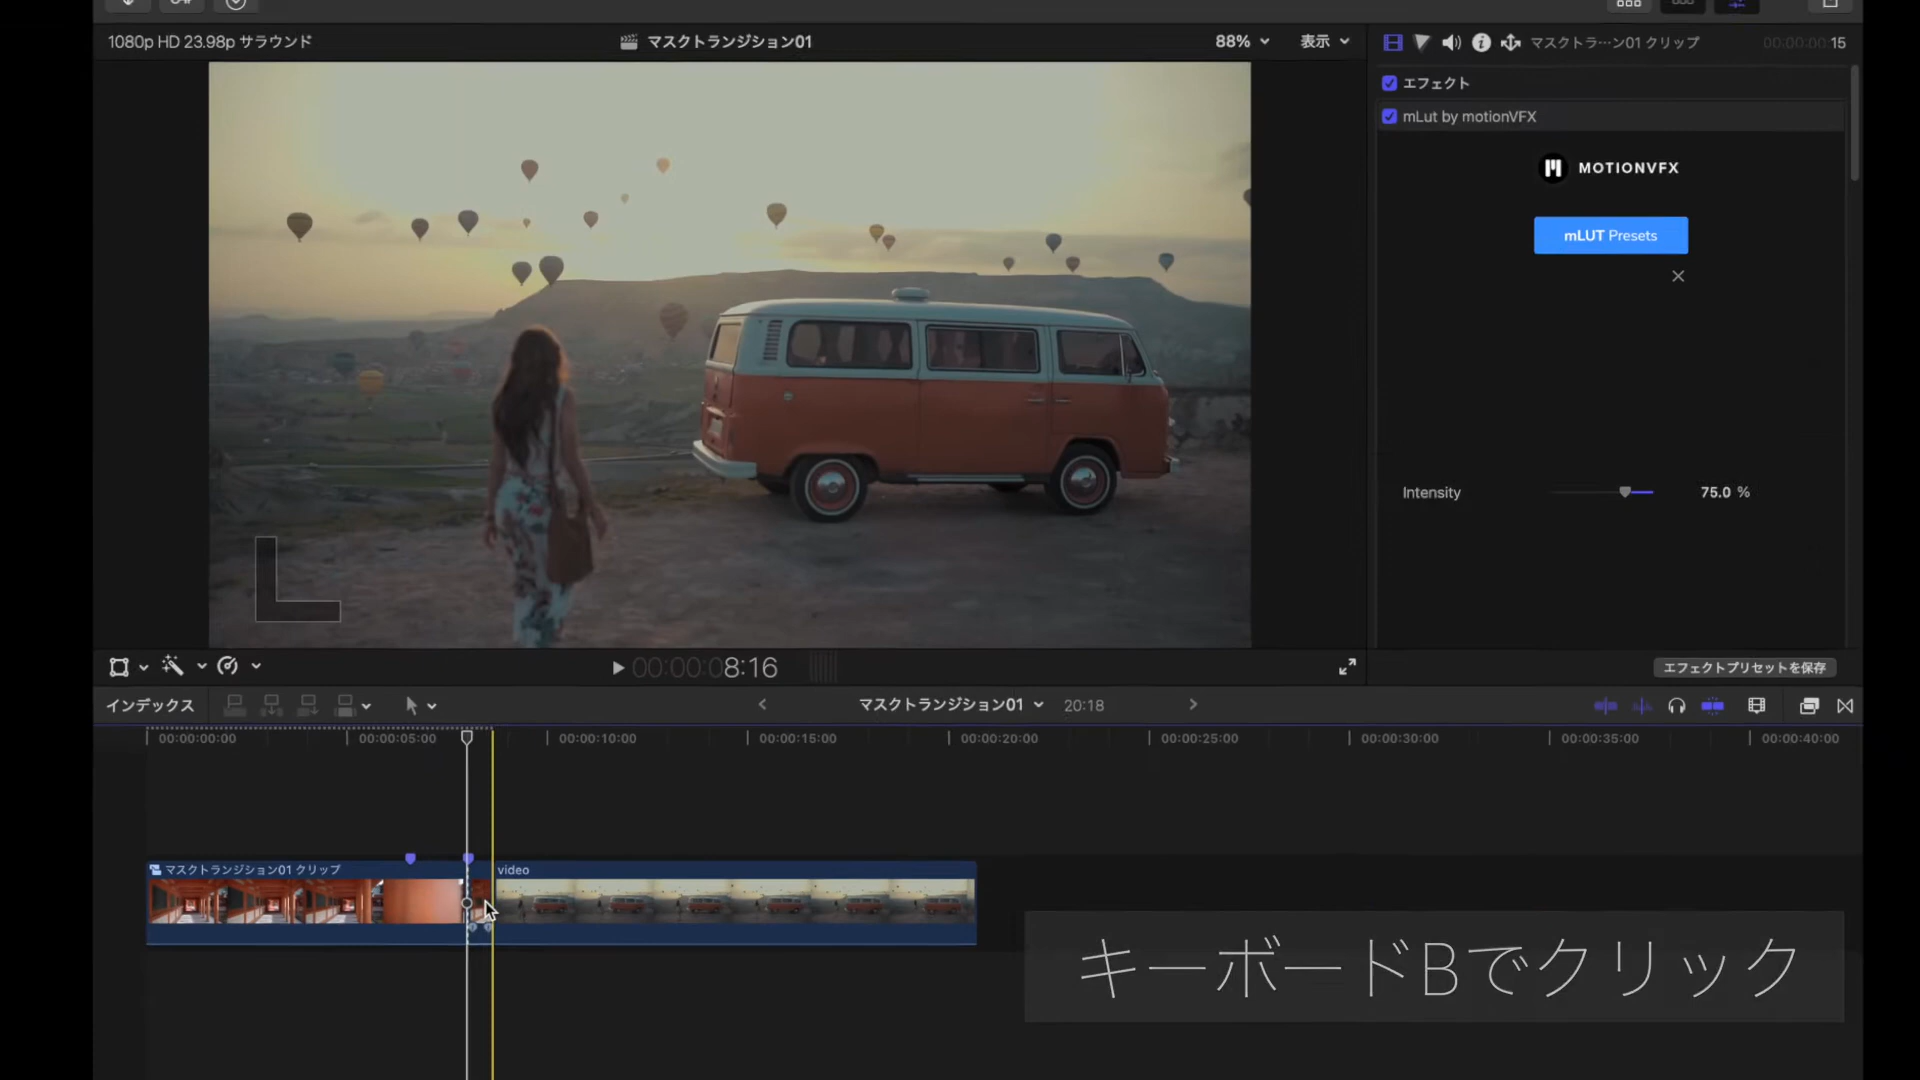 1080p HD 23.98p サラウンド
マスクトランジション01
88%
表示
マスクトラ…ン01 クリップ
00:00:00:15
エフェクト
mLut by motionVFX
MOTIONVFX
mLUT Presets
Intensity
75.0 %
00:00:08:16
エフェクトプリセットを保存
インデックス
マスクトランジション01
20:18
00:00:00:00
00:00:05:00
00:00:10:00
00:00:15:00
00:00:20:00
00:00:25:00
00:00:30:00
00:00:35:00
00:00:40:00
マスクトランジション01 クリップ
video
キーボードBでクリック